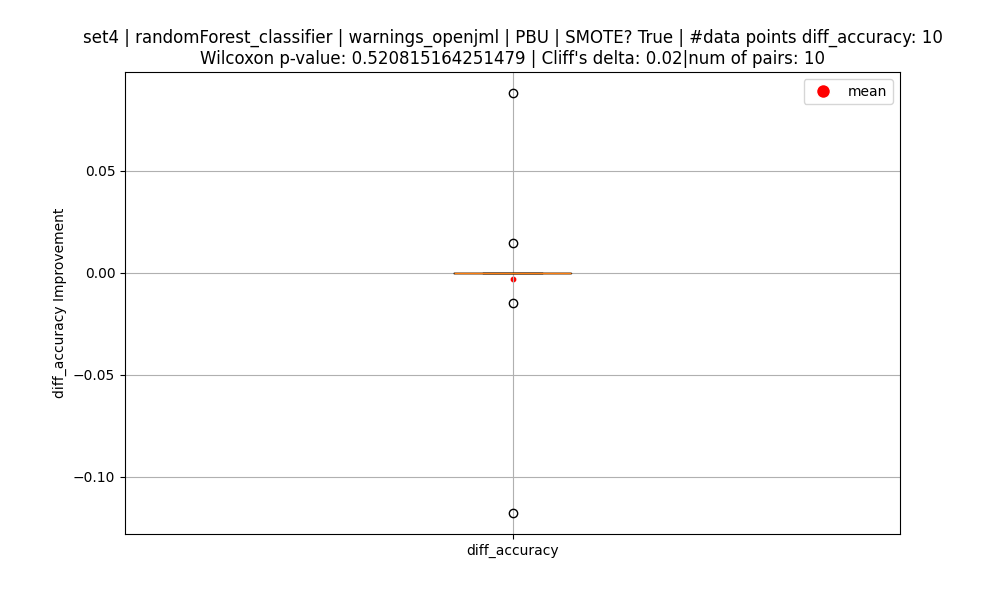 set4 | randomForest_classifier | warnings_openjml | PBU | SMOTE? True | #data points diff_accuracy: 10
Wilcoxon p-value: 0.520815164251479 | Cliff's delta: 0.02|num of pairs: 10
mean
0.05
0.00
−0.05
−0.10
diff_accuracy Improvement
diff_accuracy